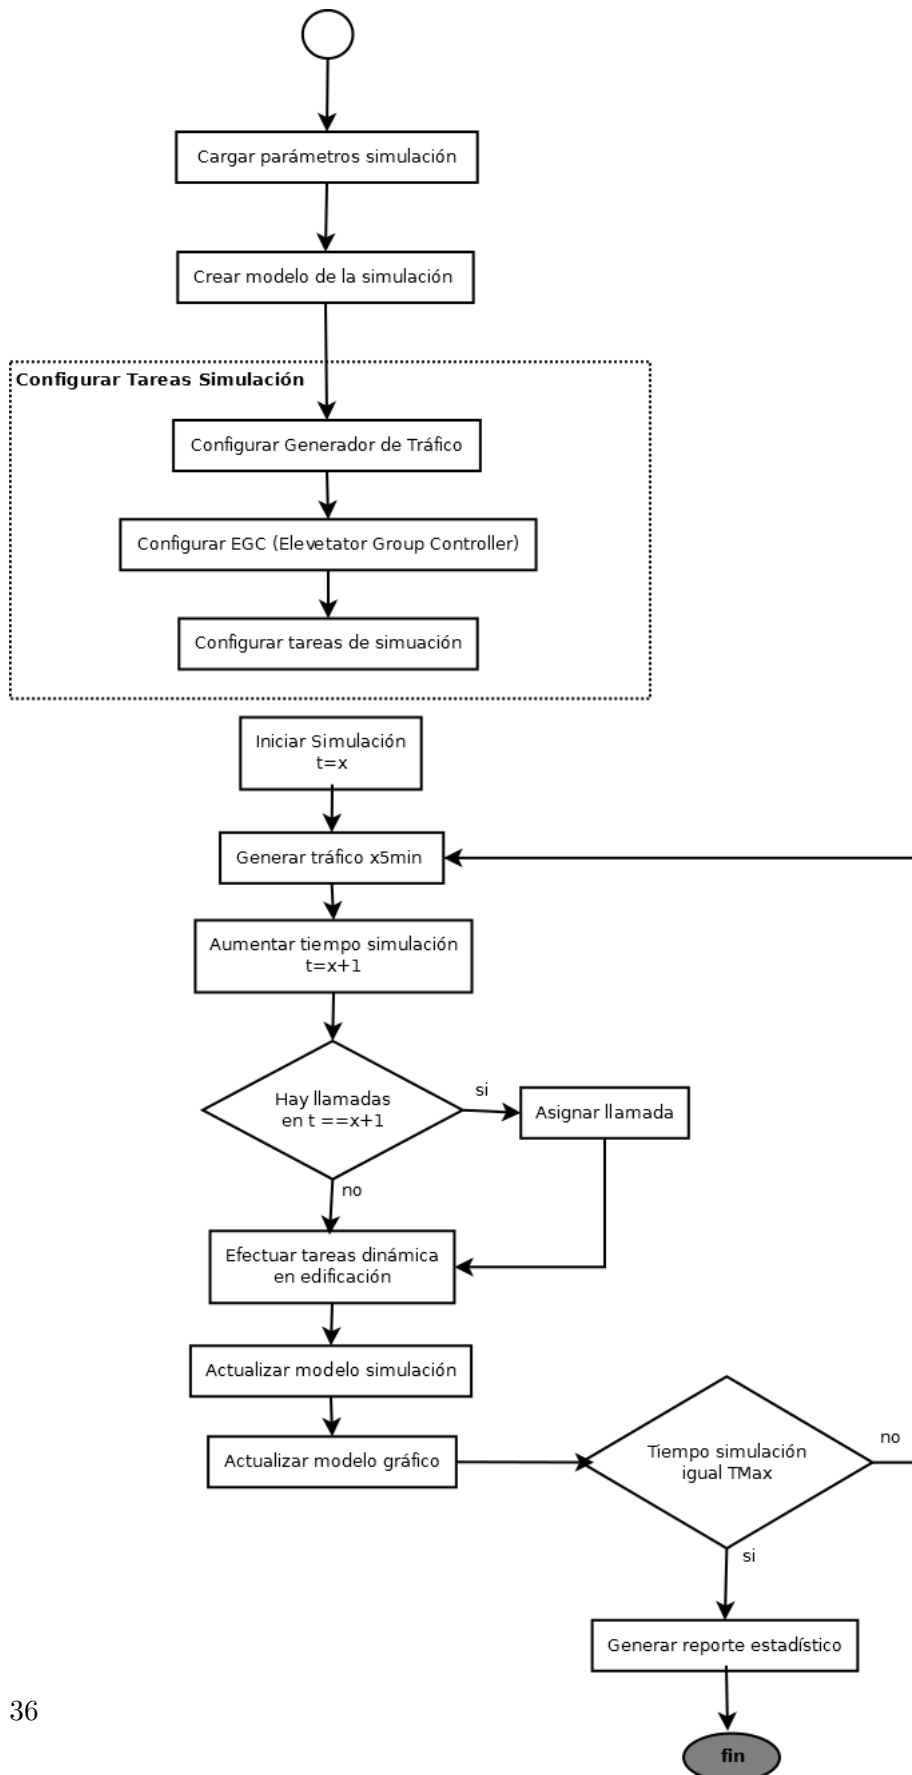 Cargar parámetros simulación
Crear modelo de la simulación
Configurar Tareas Simulación
Configurar Generador de Tráfico
Configurar EGC (Elevetator Group Controller)
Configurar tareas de simuación
Iniciar Simulación
t=x
Generar tráfico x5min
Aumentar tiempo simulación
t=x+1
Hay llamadas
en t ==x+1
si
Asignar llamada
no
Efectuar tareas dinámica
en edificación
Actualizar modelo simulación
Actualizar modelo gráfico
Tiempo simulación
igual TMax
no
si
Generar reporte estadístico
36
fin